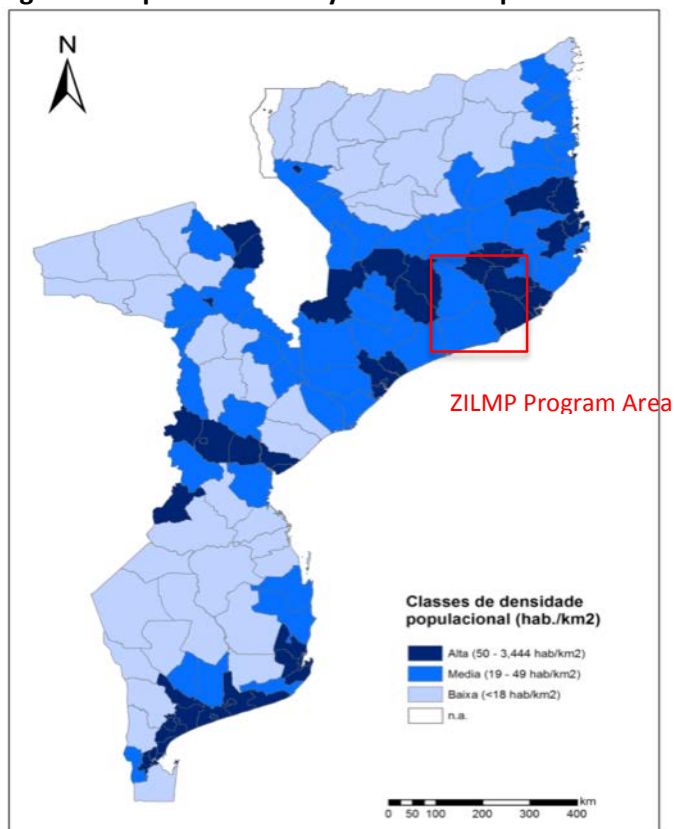 N
ZILMP Program Area
Classes de densidade
populacional (hab./km2)
Alta (50 - 3,444 hab/km2)
Media (19 - 49 hab/km2)
Baixa (<18 hab/km2)
n.a.
km
0 50 100 200 300 400